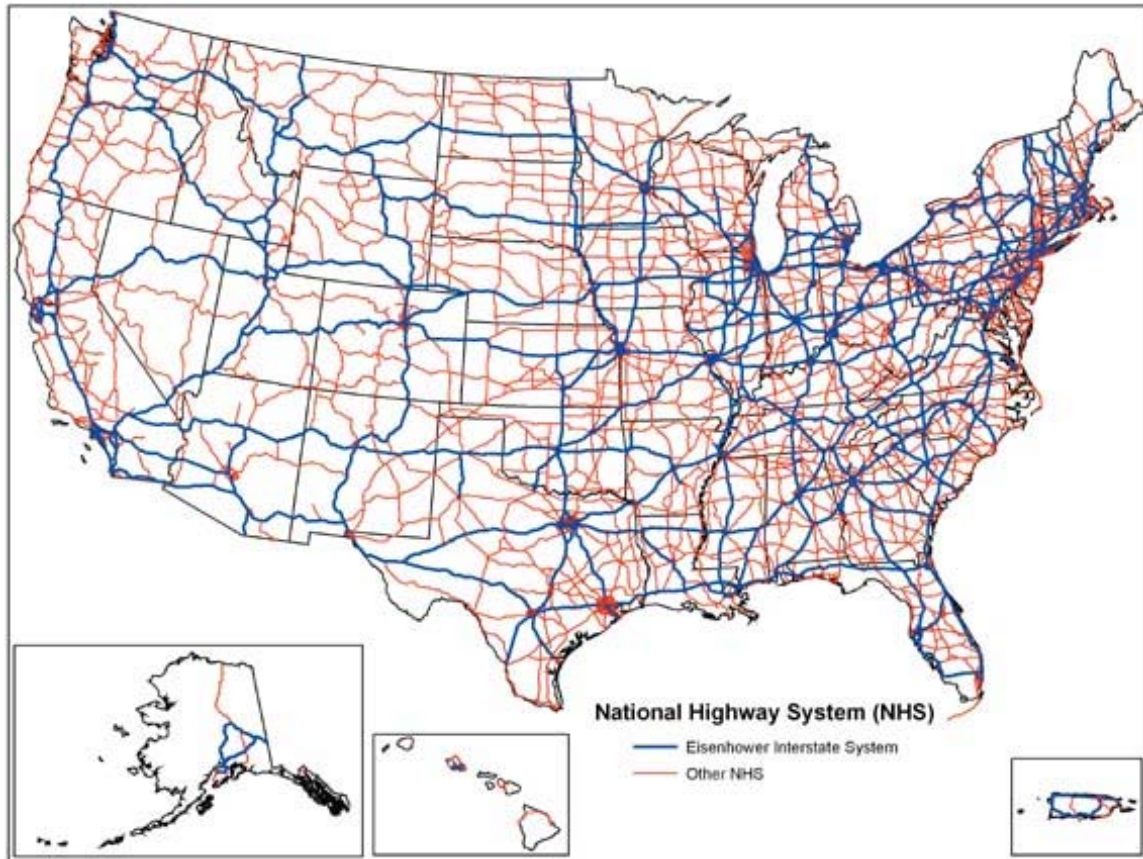 National Highway System (NHS)
Eisenhower Interstate System
Other NHS